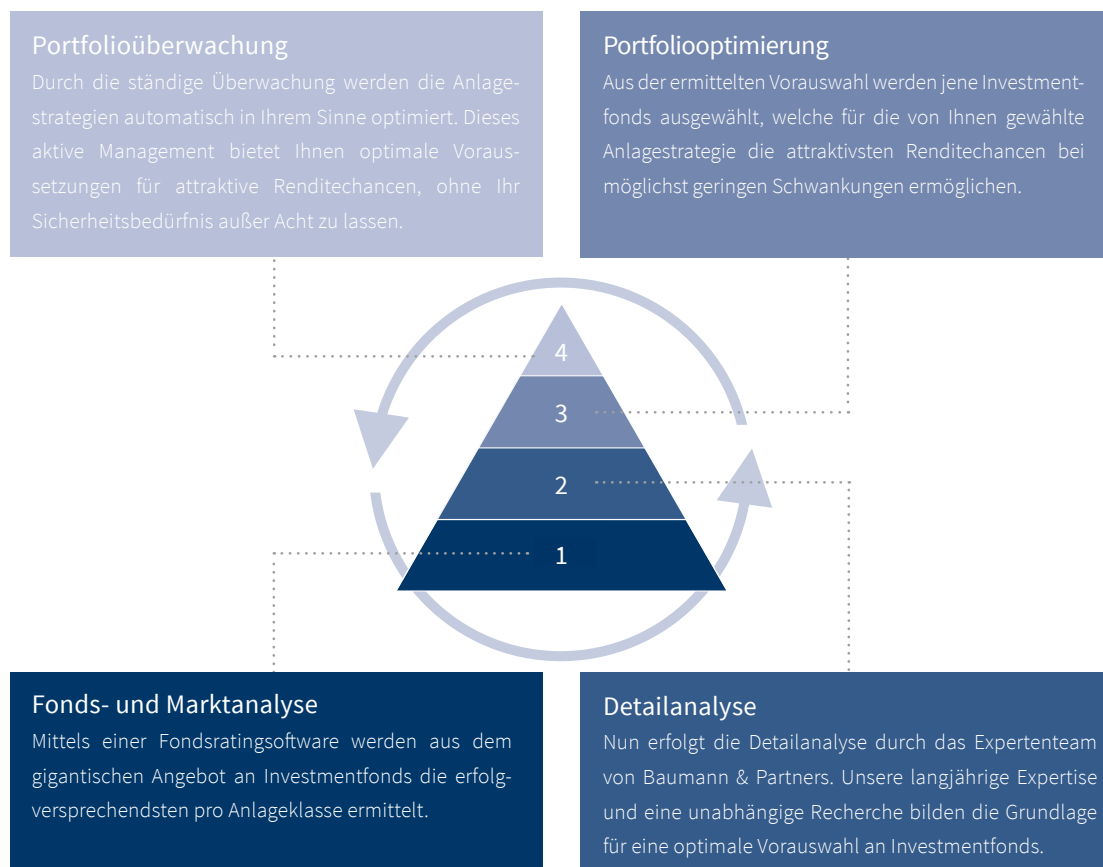 Portfolioüberwachung
Durch die ständige Überwachung werden die Anlage-
strategien automatisch in Ihrem Sinne optimiert. Dieses
aktive Management bietet Ihnen optimale Voraus-
setzungen für attraktive Renditechancen, ohne Ihr
Sicherheitsbedürfnis außer Acht zu lassen.
Portfoliooptimierung
Aus der ermittelten Vorauswahl werden jene Investment-
fonds ausgewählt, welche für die von Ihnen gewählte
Anlagestrategie die attraktivsten Renditechancen bei
möglichst geringen Schwankungen ermöglichen.
4
3
2
1
Fonds- und Marktanalyse
Mittels einer Fondsratingsoftware werden aus dem
gigantischen Angebot an Investmentfonds die erfolg-
versprechendsten pro Anlageklasse ermittelt.
Detailanalyse
Nun erfolgt die Detailanalyse durch das Expertenteam
von Baumann & Partners. Unsere langjährige Expertise
und eine unabhängige Recherche bilden die Grundlage
für eine optimale Vorauswahl an Investmentfonds.